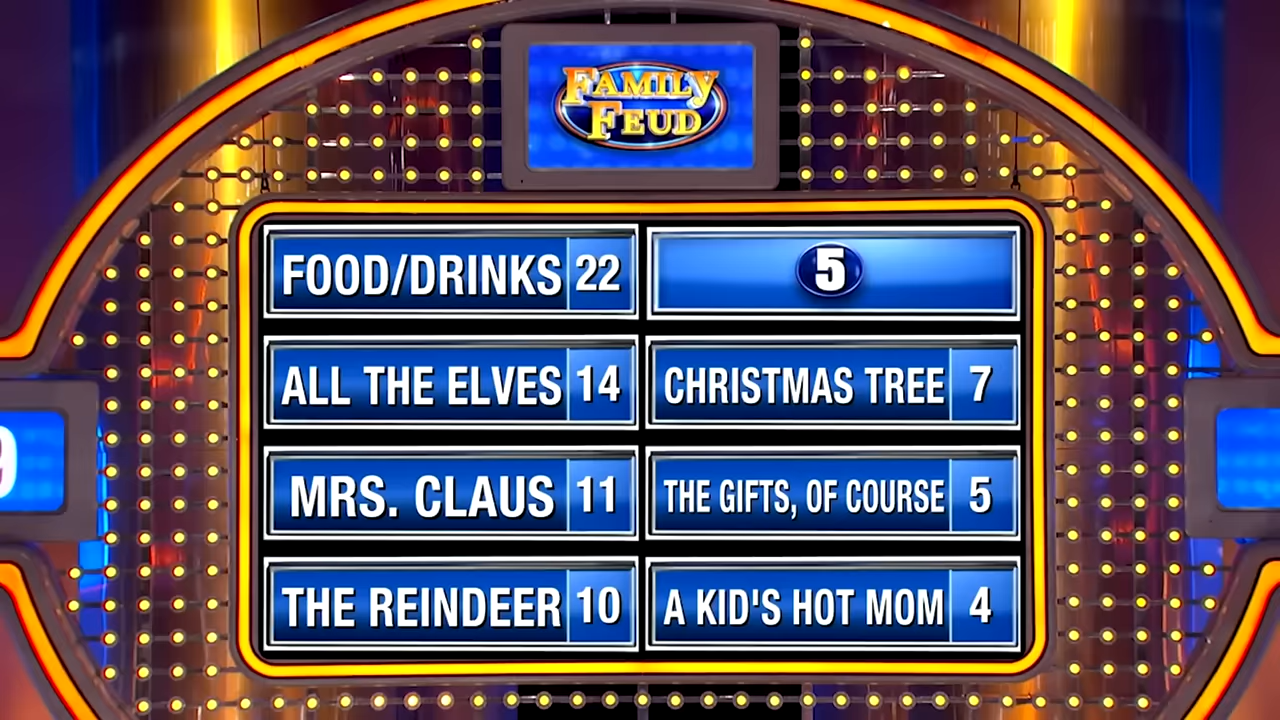 FAMILY
FEUD
FOOD/DRINKS 22
ALL THE ELVES 14
MRS. CLAUS 11
THE REINDEER 10
5
CHRISTMAS TREE 7
THE GIFTS, OF COURSE 5
A KID'S HOT MOM 4
9